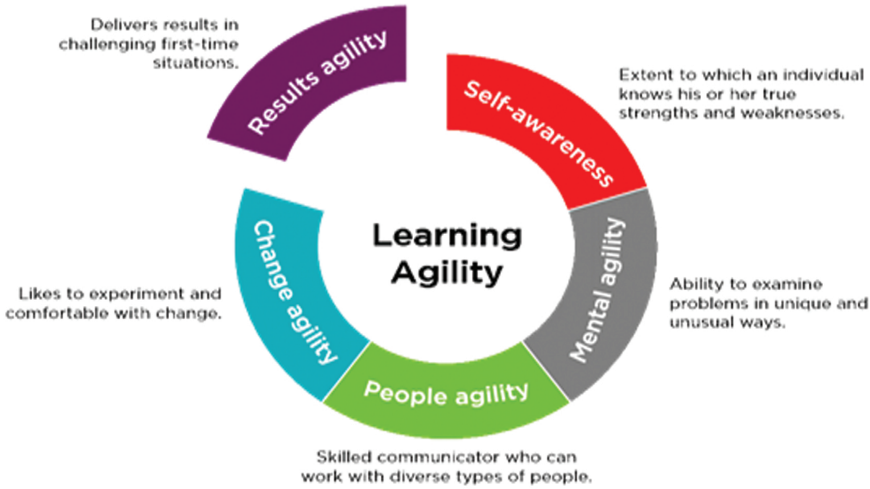 Delivers results in
challenging first-time
situations.
Results agility
Self-awareness
Extent to which an individual
knows his or her true
strengths and weaknesses.
Learning
Agility
Change agility
Mental agility
Likes to experiment and
comfortable with change.
Ability to examine
problems in unique and
unusual ways.
People agility
Skilled communicator who can
work with diverse types of people.